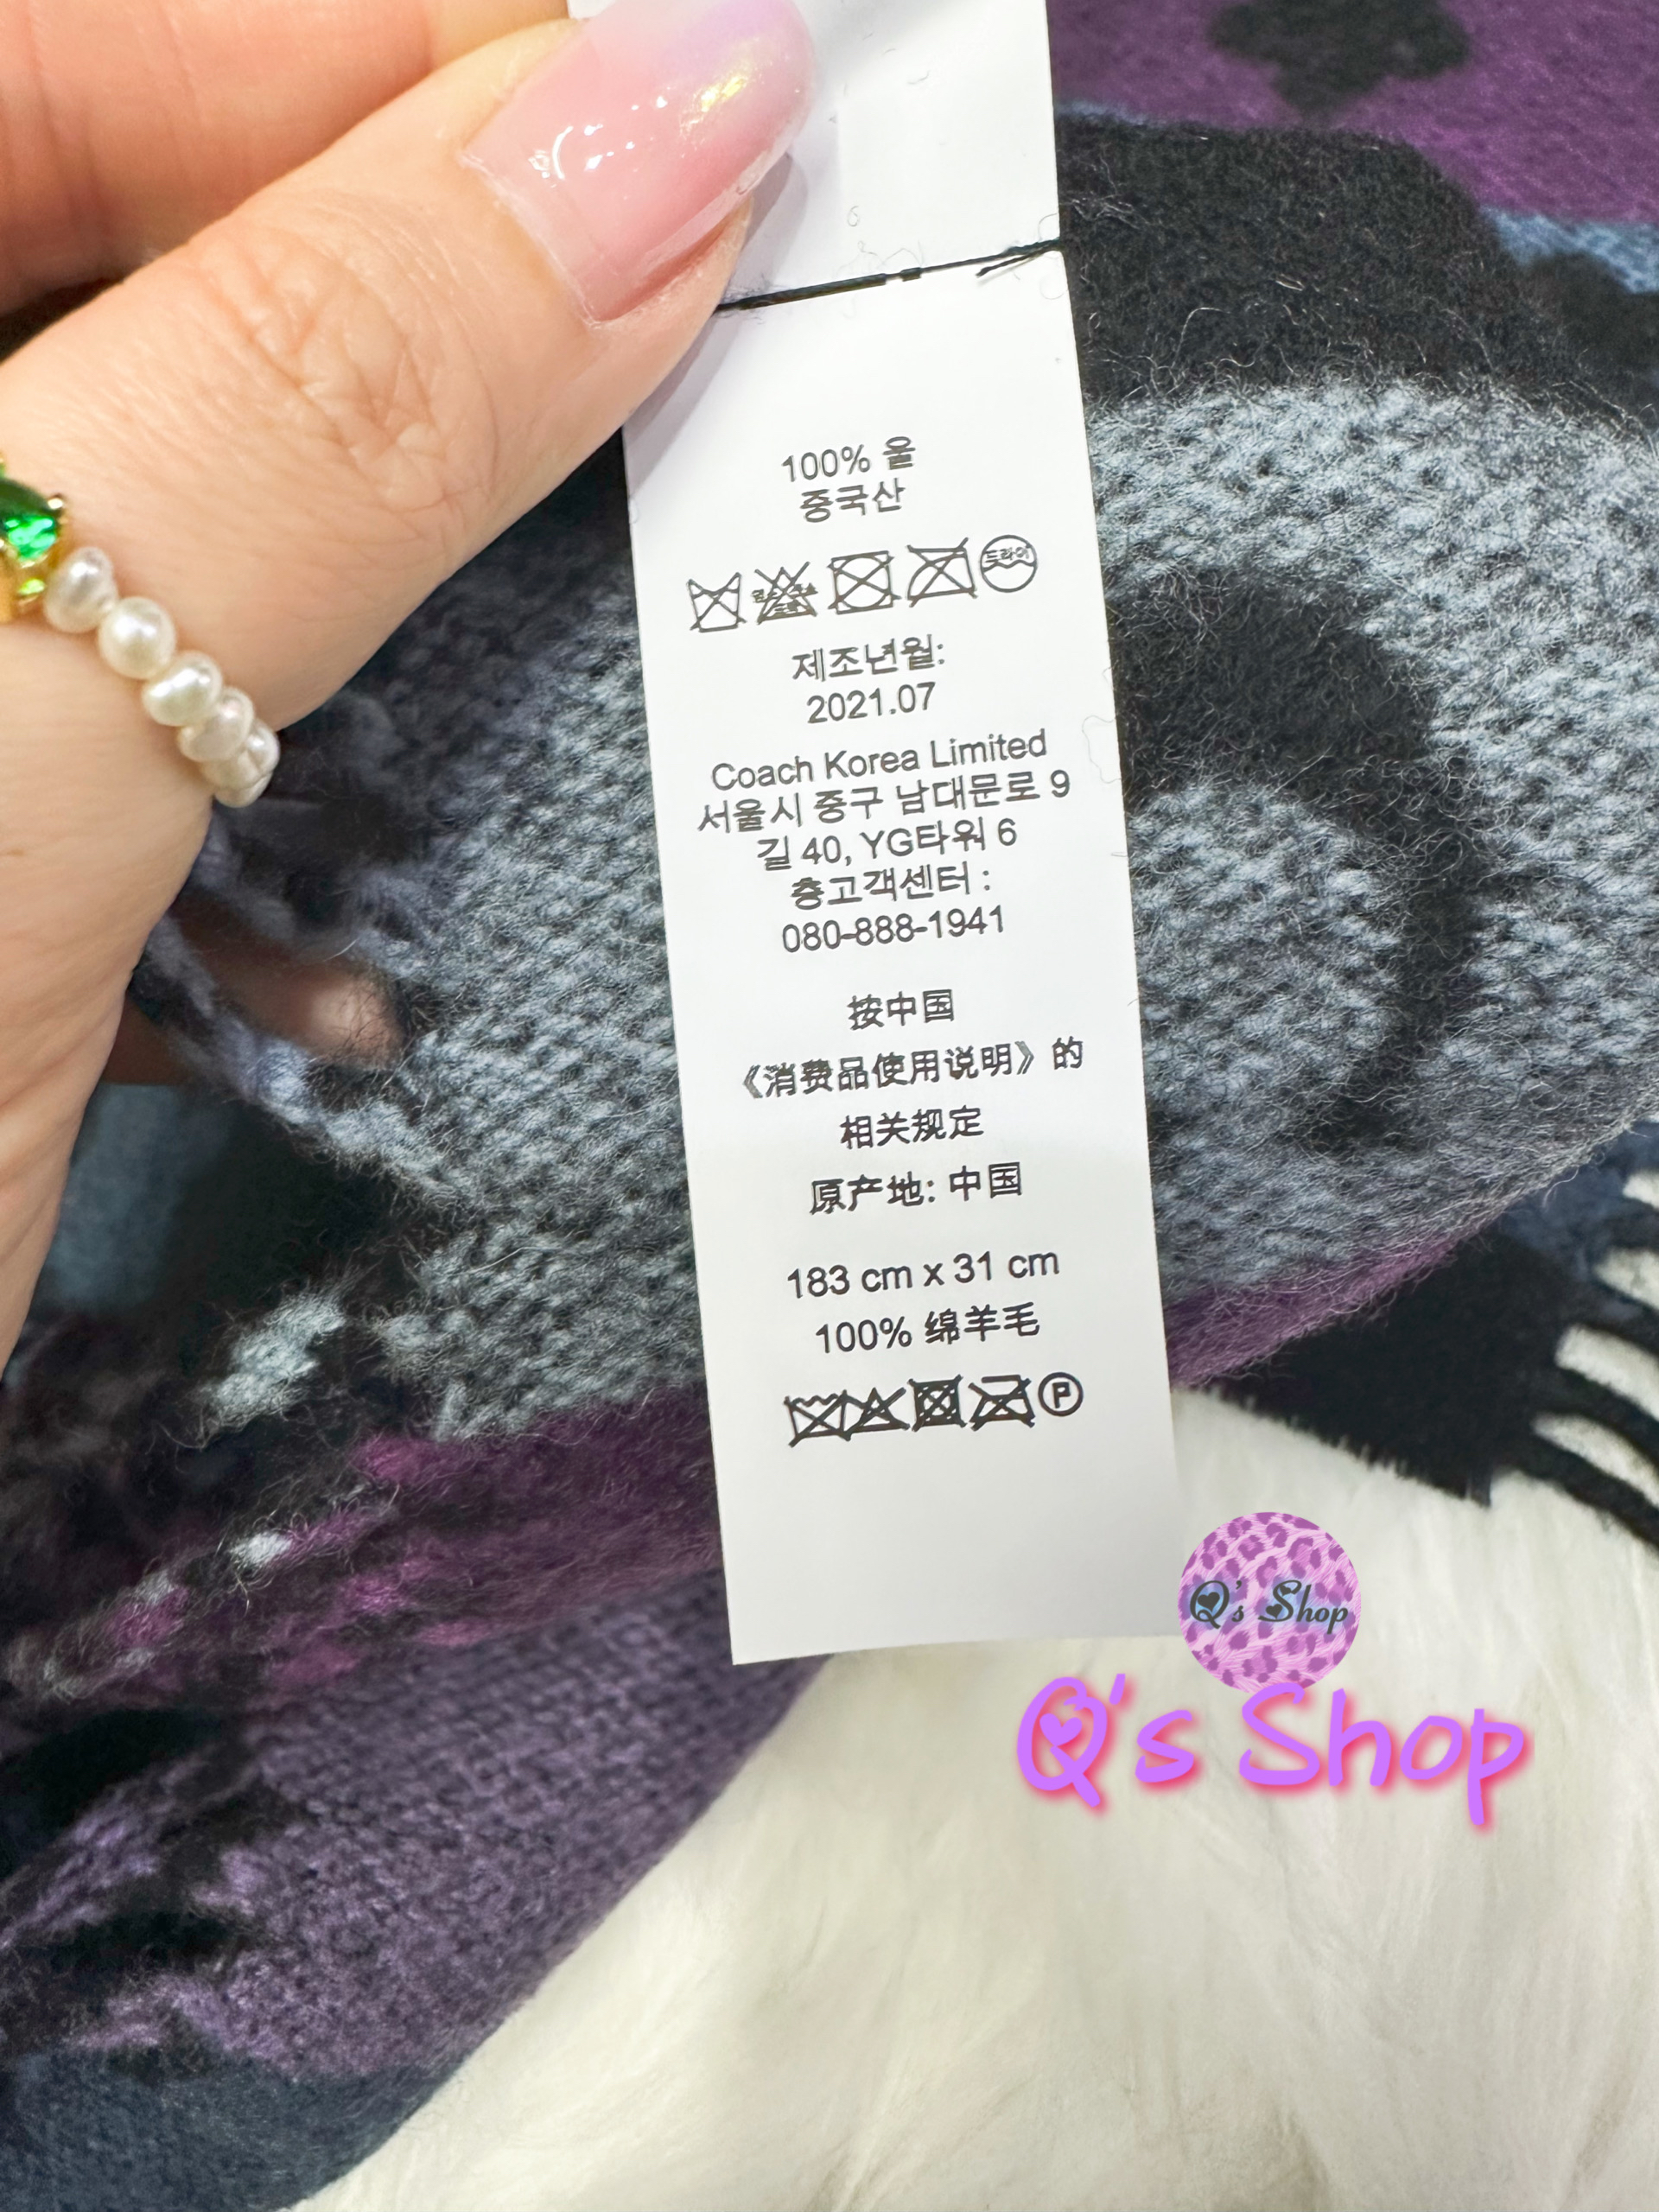 100% 울
중국산
드라이
제조년월:
2021.07
Coach Korea Limited
서울시 중구 남대문로 9
길 40, YG타워 6
층고객센터 :
080-888-1941
按中国
《消费品使用说明》的
相关规定
原产地: 中国
183 cm x 31 cm
100% 绵羊毛
P
Q's Shop
Q's Shop